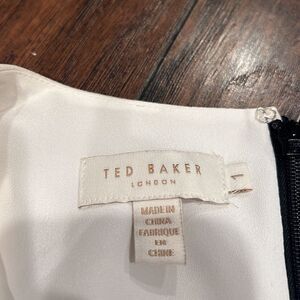 TED BAKER
LONDON
1
MADE IN
CHINA
FABRIQUE
EN
CHINE